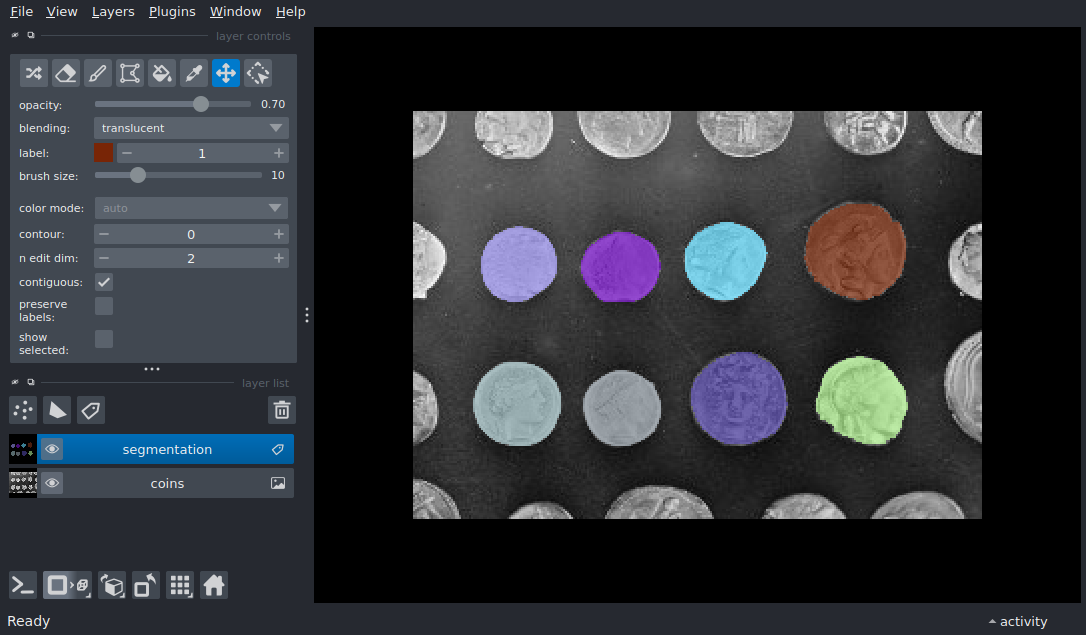 File View Layers Plugins Window Help
layer controls
opacity: 0.70
blending: translucent
label: − 1 +
brush size: 10
color mode: auto
contour: − 0 +
n edit dim: − 2 +
contiguous:
preserve
labels:
show
selected:
layer list
segmentation
coins
Ready
activity